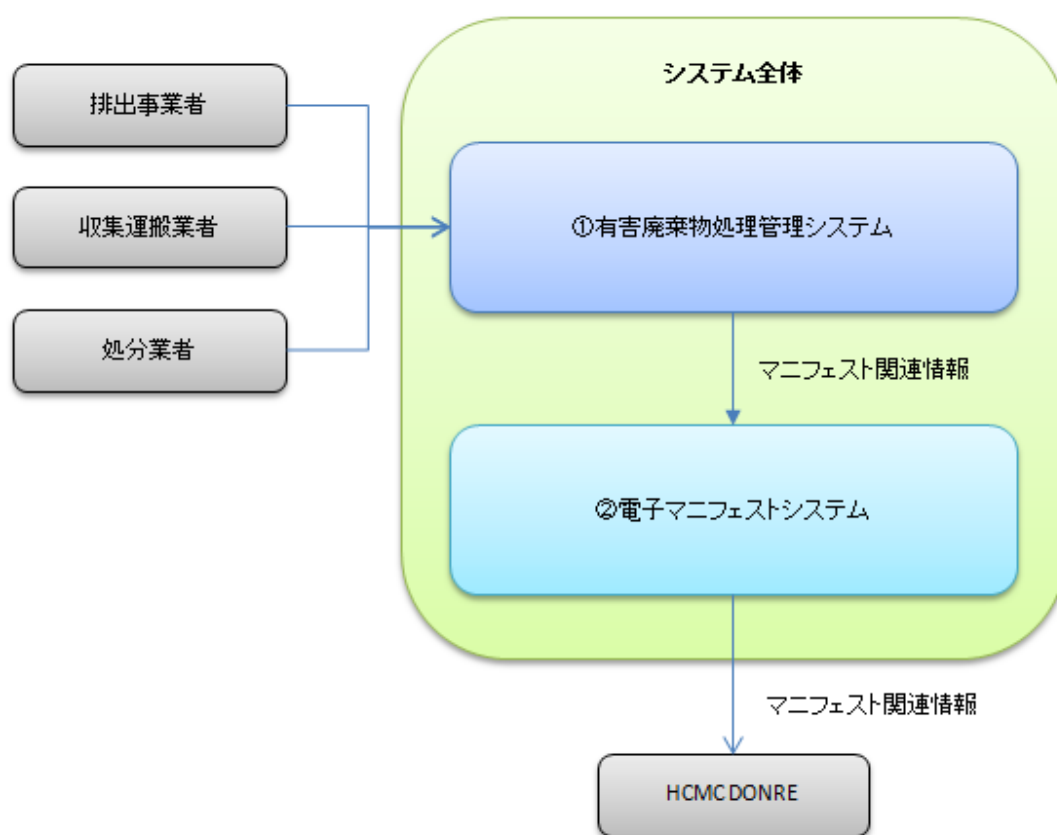 システム全体
排出事業者
収集運搬業者
処分業者
①有害廃棄物処理管理システム
マニフェスト関連情報
②電子マニフェストシステム
マニフェスト関連情報
HCMC DONRE